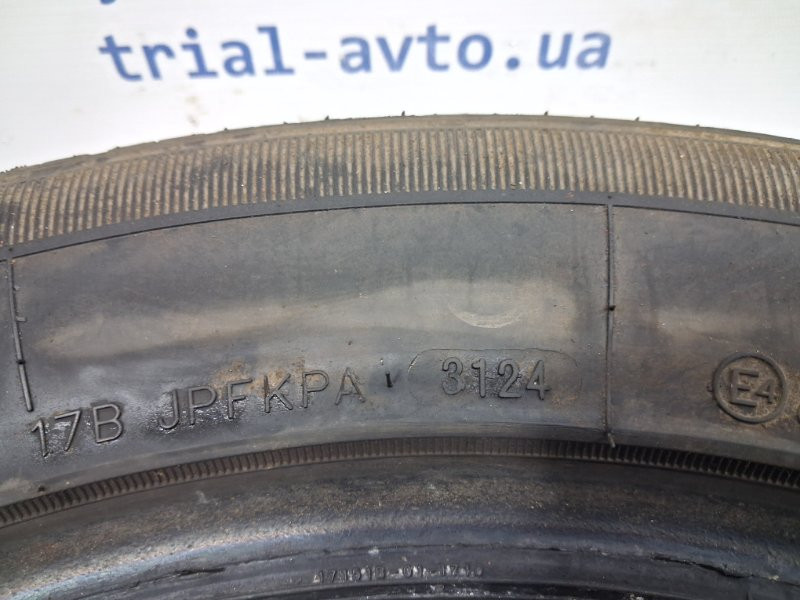 trial-avto.ua
17B JPFKPA 3124
E4